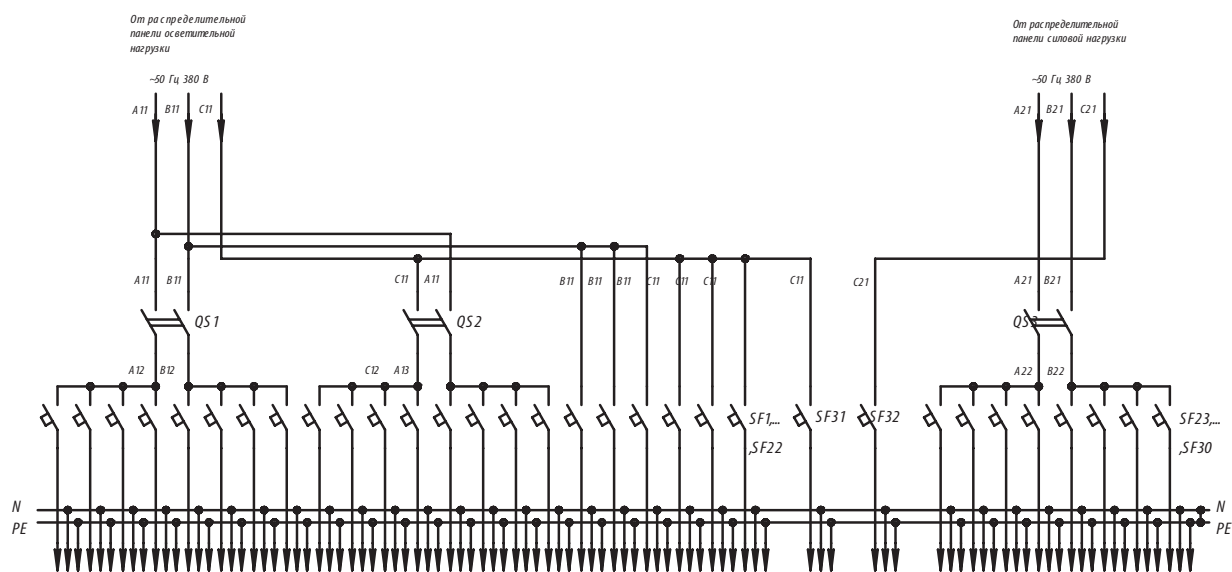 От распределительной
панели осветительной
нагрузки
От распределительной
панели силовой нагрузки
~50 Гц 380 В
~50 Гц 380 В
A11 B11 C11
A21 B21 C21
A11 B11 C11 A11 B11 B11 B11 C11 C11 C11 C11 C21 A21 B21
QS1 QS2 QS3
A12 B12 C12 A13 A22 B22
SF1,...
,SF22
SF31
SF32
SF23,...
,SF30
N N
PE PE